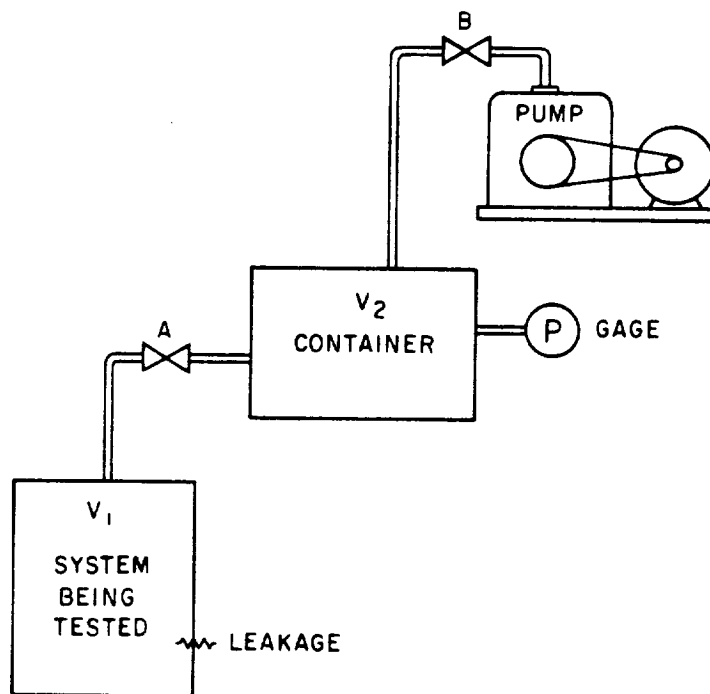 B
PUMP
A
V2
CONTAINER
P
GAGE
V1
SYSTEM
BEING
TESTED
LEAKAGE